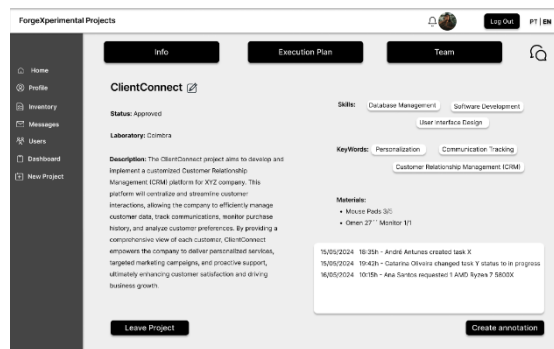 ForgeXperimental Projects
Log Out
PT | EN
Info
Execution Plan
Team
Home
Profile
Inventory
Messages
Users
Dashboard
New Project
ClientConnect
Status: Approved
Laboratory: Coimbra
Description: The ClientConnect project aims to develop and
implement a customized Customer Relationship
Management (CRM) platform for XYZ company. This
platform will centralize and streamline customer
interactions, allowing the company to efficiently manage
customer data, track communications, monitor purchase
history, and analyze customer preferences. By providing a
comprehensive view of each customer, ClientConnect
empowers the company to deliver personalized services,
targeted marketing campaigns, and proactive support,
ultimately enhancing customer satisfaction and driving
business growth.
Skills:
Database Management
Software Development
User Interface Design
KeyWords:
Personalization
Communication Tracking
Customer Relationship Management (CRM)
Materials:
• Mouse Pads 3/5
• Omen 27´´ Monitor 1/1
15/05/2024 18:35h - André Antunes created task X
15/05/2024 19:42h - Catarina Oliveira changed task Y status to in progress
16/05/2024 10:15h - Ana Santos requested 1 AMD Ryzen 7 5800X
Leave Project
Create annotation